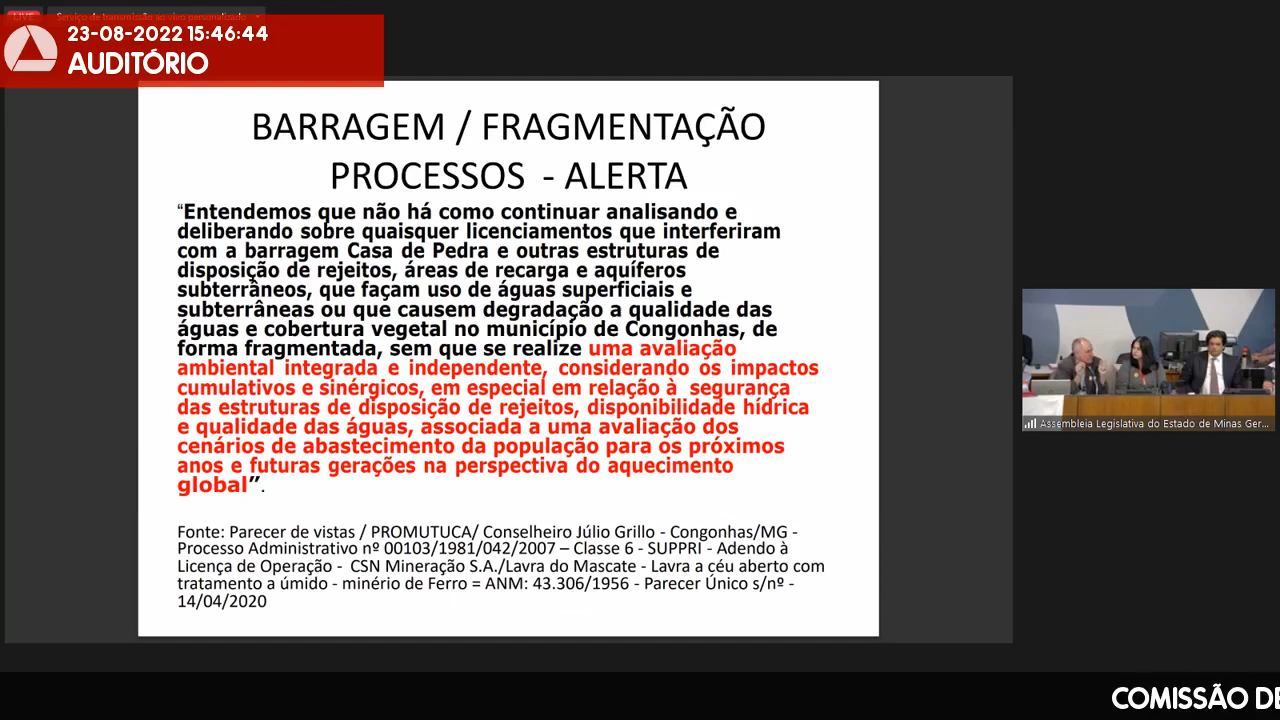 LIVE
Serviço de transmissão ao vivo personalizado
23-08-2022 15:46:44
AUDITÓRIO
BARRAGEM / FRAGMENTAÇÃO
PROCESSOS - ALERTA
“Entendemos que não há como continuar analisando e
deliberando sobre quaisquer licenciamentos que interferiram
com a barragem Casa de Pedra e outras estruturas de
disposição de rejeitos, áreas de recarga e aquíferos
subterrâneos, que façam uso de águas superficiais e
subterrâneas ou que causem degradação a qualidade das
águas e cobertura vegetal no município de Congonhas, de
forma fragmentada, sem que se realize uma avaliação
ambiental integrada e independente, considerando os impactos
cumulativos e sinérgicos, em especial em relação à segurança
das estruturas de disposição de rejeitos, disponibilidade hídrica
e qualidade das águas, associada a uma avaliação dos
cenários de abastecimento da população para os próximos
anos e futuras gerações na perspectiva do aquecimento
global”.
Fonte: Parecer de vistas / PROMUTUCA/ Conselheiro Júlio Grillo - Congonhas/MG -
Processo Administrativo nº 00103/1981/042/2007 – Classe 6 - SUPPRI - Adendo à
Licença de Operação - CSN Mineração S.A./Lavra do Mascate - Lavra a céu aberto com
tratamento a úmido - minério de Ferro = ANM: 43.306/1956 - Parecer Único s/nº -
14/04/2020
Assembleia Legislativa do Estado de Minas Ger...
COMISSÃO DE